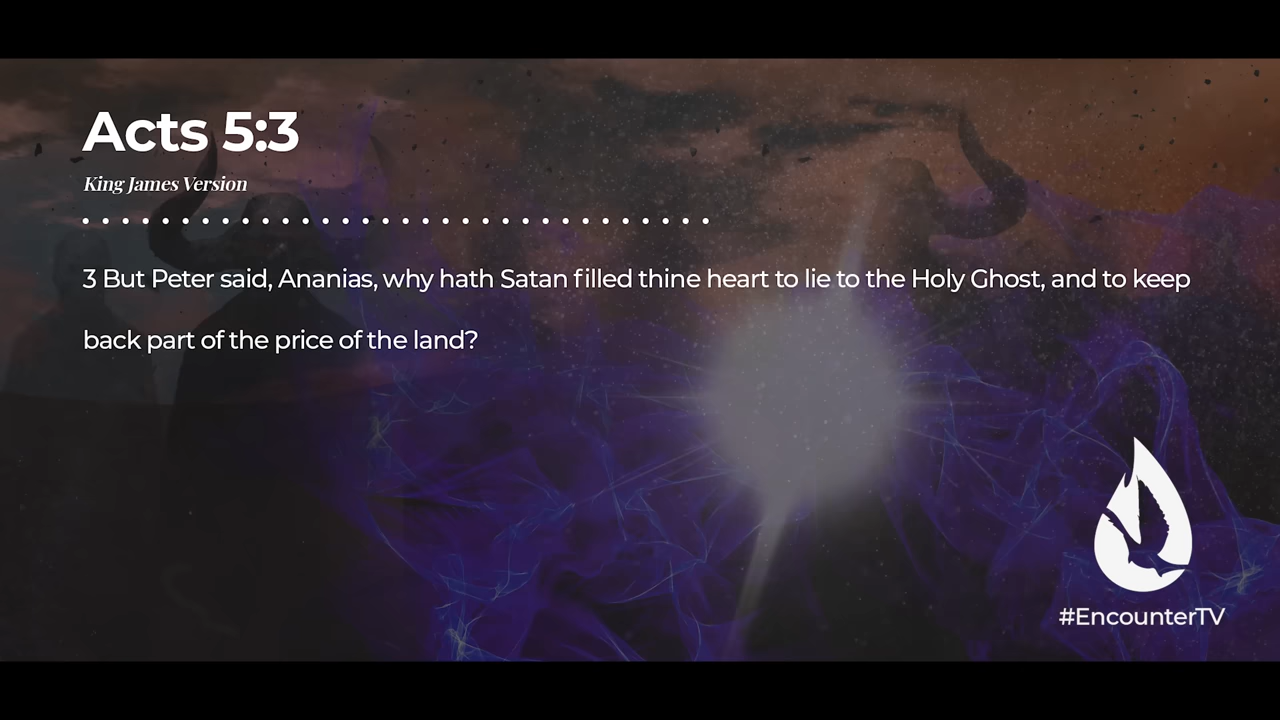 Acts 5:3
King James Version
3 But Peter said, Ananias, why hath Satan filled thine heart to lie to the Holy Ghost, and to keep
back part of the price of the land?
#EncounterTV